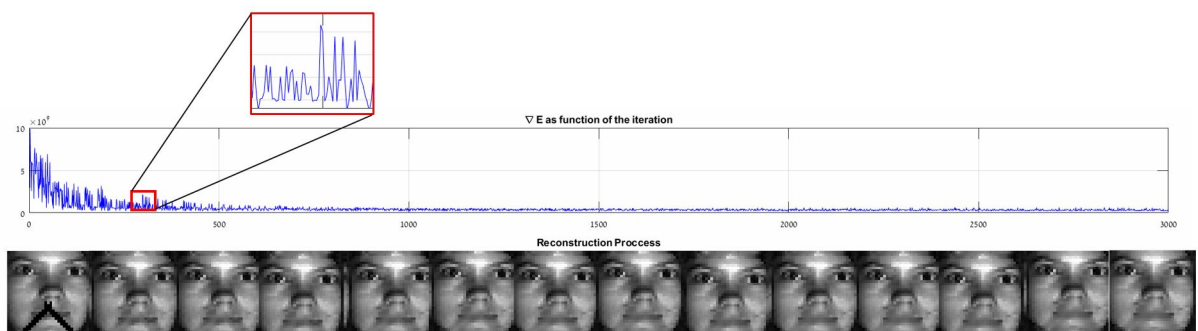 ∇ E as function of the iteration
×10⁹
10
5
0
0 500 1000 1500 2000 2500 3000
Reconstruction Proccess